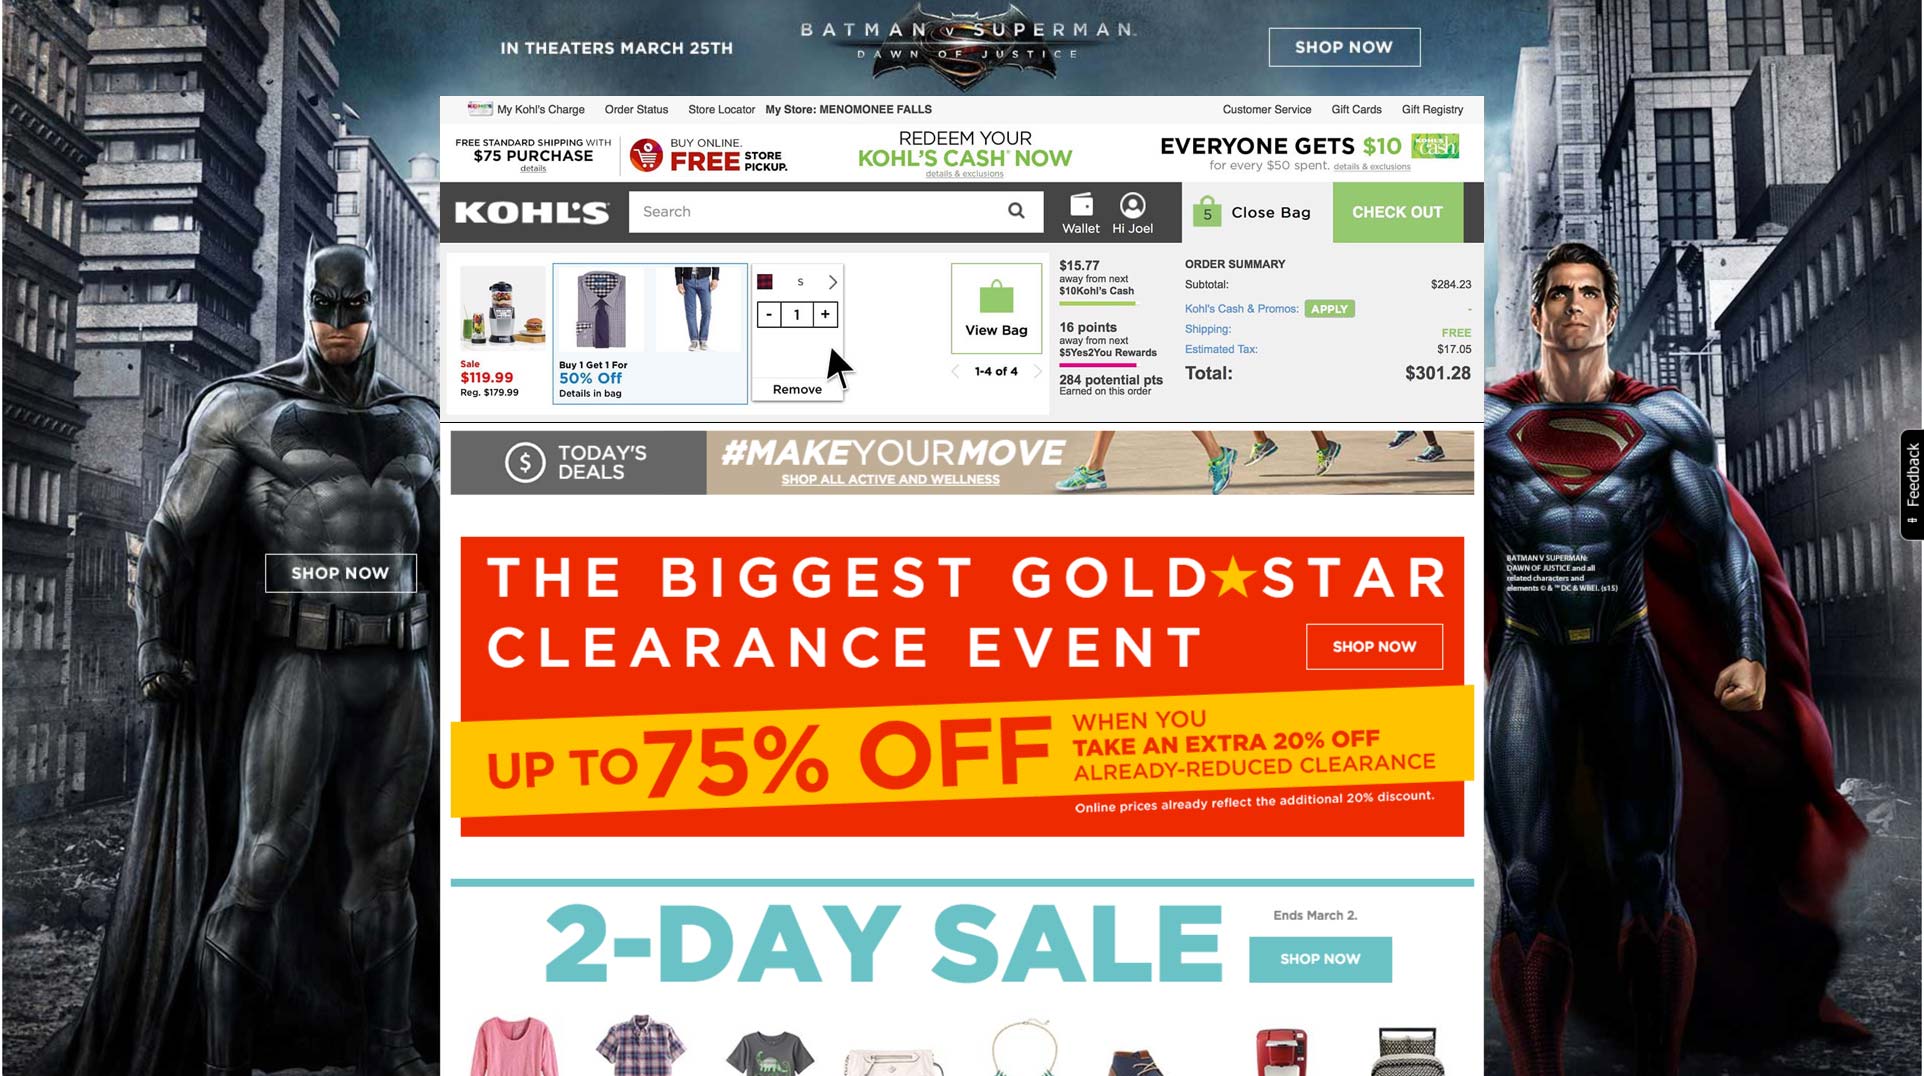 IN THEATERS MARCH 25TH
BATMAN V SUPERMAN
DAWN OF JUSTICE
SHOP NOW
My Kohl's Charge Order Status Store Locator My Store: MENOMONEE FALLS Customer Service Gift Cards Gift Registry
FREE STANDARD SHIPPING WITH
$75 PURCHASE
details
BUY ONLINE.
FREE STORE PICKUP.
REDEEM YOUR
KOHL'S CASH NOW
details & exclusions
EVERYONE GETS $10 KOHL'S cash
for every $50 spent. details & exclusions
KOHL'S
Search
Wallet
Hi Joel
5
Close Bag
CHECK OUT
Sale
$119.99
Reg. $179.99
Buy 1 Get 1 For
50% Off
Details in bag
S
- 1 +
Remove
View Bag
1-4 of 4
$15.77
away from next
$10Kohl's Cash
16 points
away from next
$5Yes2You Rewards
284 potential pts
Earned on this order
ORDER SUMMARY
Subtotal: $284.23
Kohl's Cash & Promos: APPLY -
Shipping: FREE
Estimated Tax: $17.05
Total: $301.28
$ TODAY'S
DEALS
#MAKEYOURMOVE
SHOP ALL ACTIVE AND WELLNESS
Feedback
THE BIGGEST GOLD STAR
CLEARANCE EVENT
SHOP NOW
UP TO 75% OFF
WHEN YOU
TAKE AN EXTRA 20% OFF
ALREADY-REDUCED CLEARANCE
Online prices already reflect the additional 20% discount.
SHOP NOW
BATMAN V SUPERMAN:
DAWN OF JUSTICE and all
related characters and
elements © & ™ DC & WBEI. (s15)
2-DAY SALE
Ends March 2.
SHOP NOW